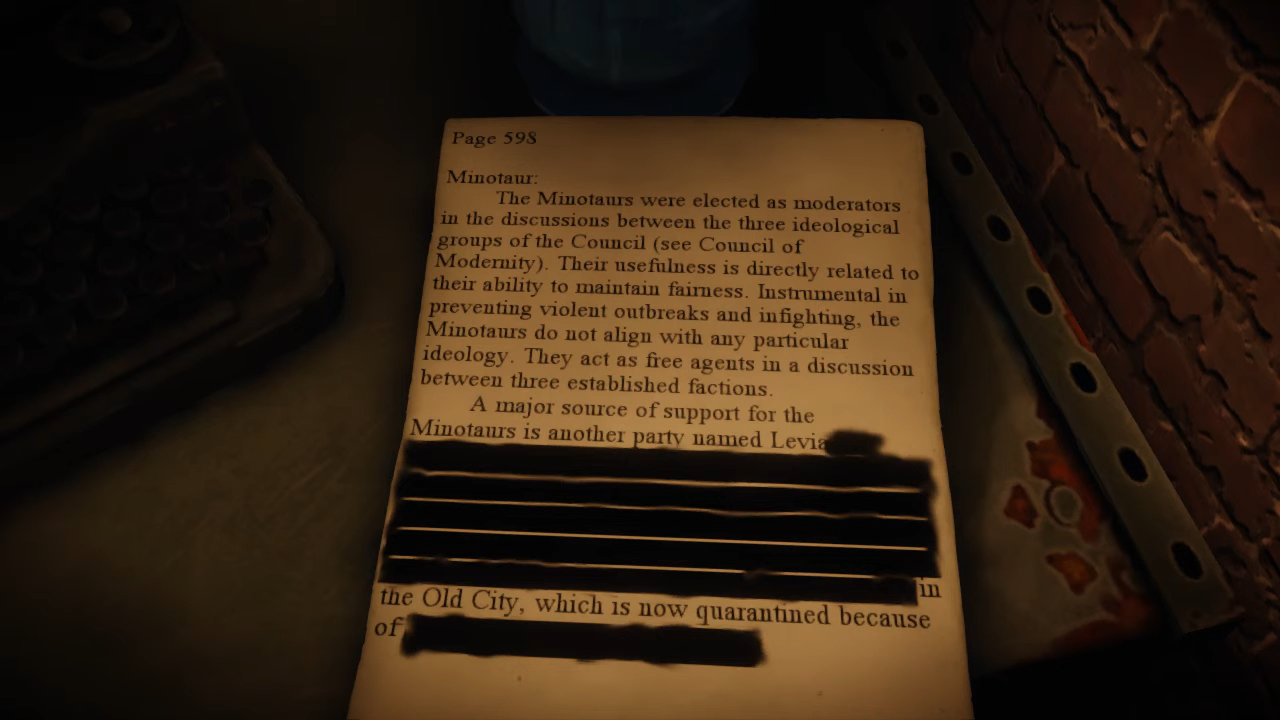 Page 598
Minotaur:
The Minotaurs were elected as moderators
in the discussions between the three ideological
groups of the Council (see Council of
Modernity). Their usefulness is directly related to
their ability to maintain fairness. Instrumental in
preventing violent outbreaks and infighting, the
Minotaurs do not align with any particular
ideology. They act as free agents in a discussion
between three established factions.
A major source of support for the
Minotaurs is another party named Levia
in
the Old City, which is now quarantined because
of